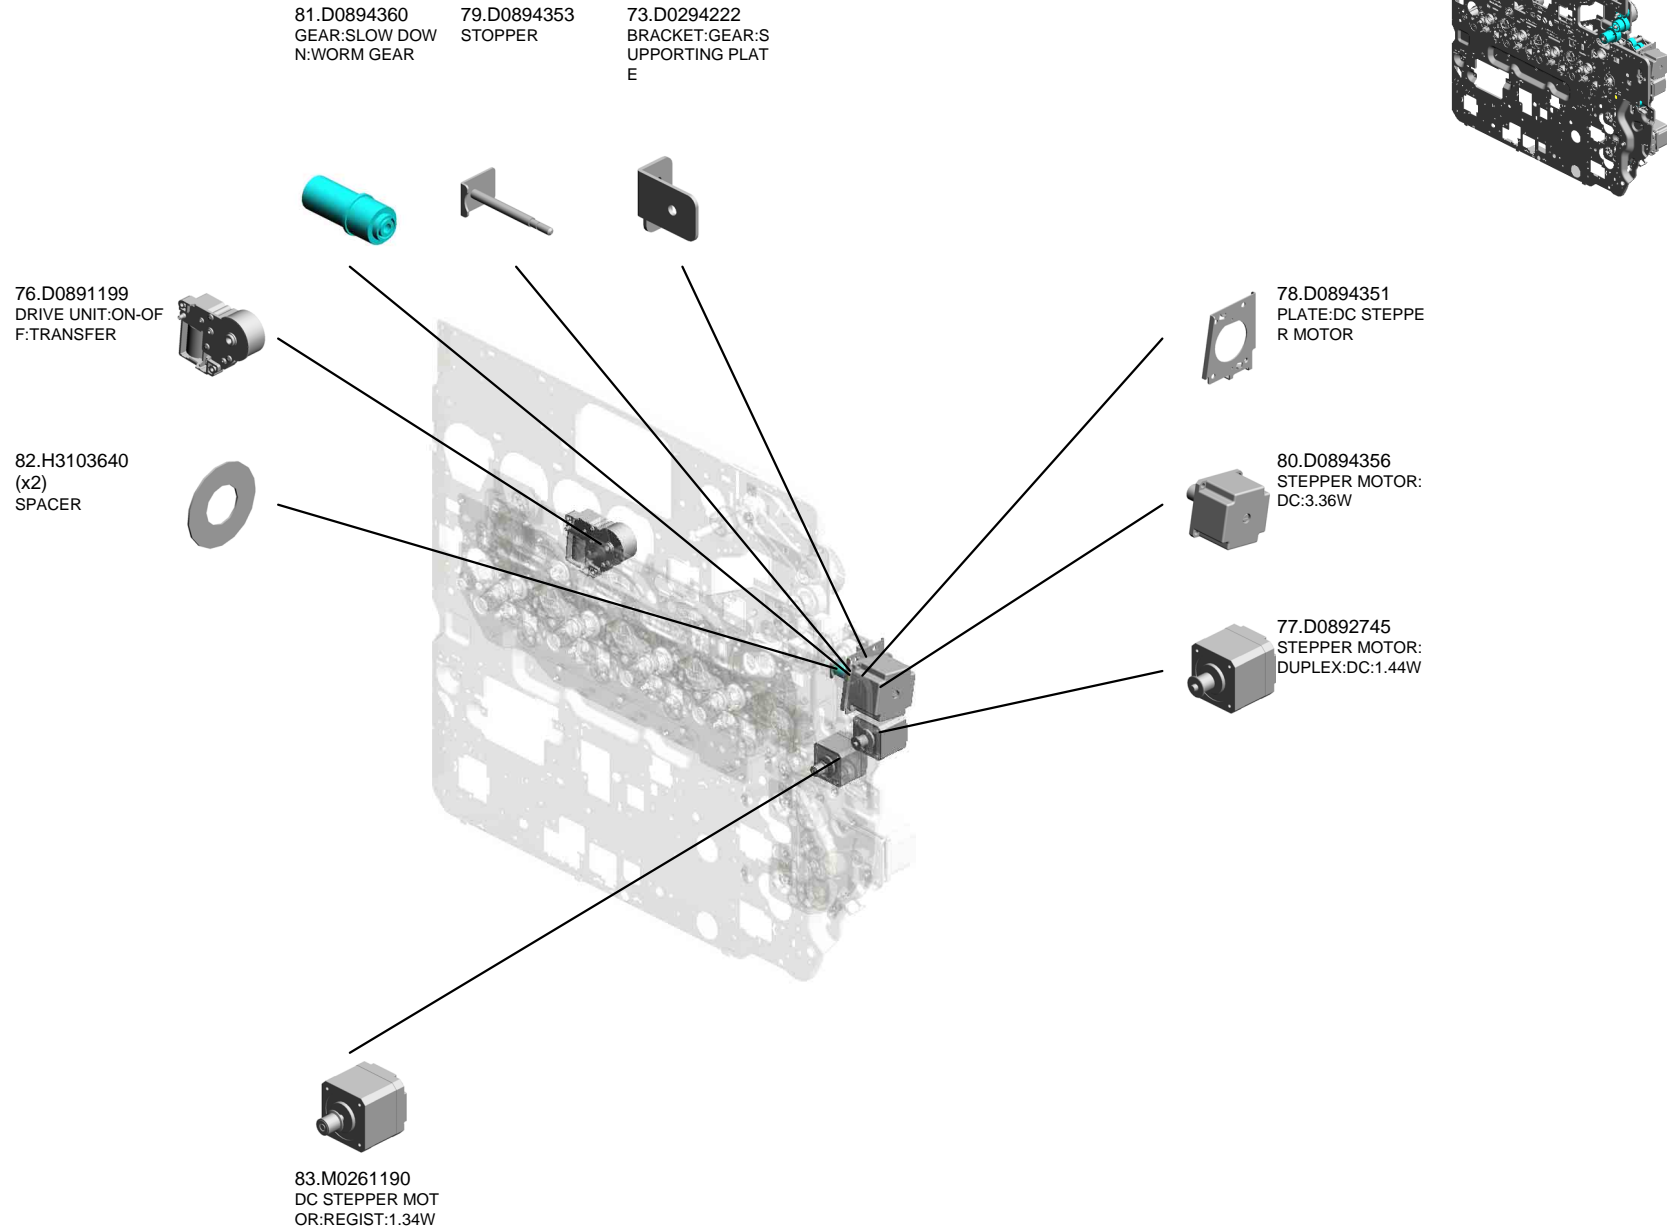 81.D0894360
GEAR:SLOW DOW
N:WORM GEAR
79.D0894353
STOPPER
73.D0294222
BRACKET:GEAR:S
UPPORTING PLAT
E
76.D0891199
DRIVE UNIT:ON-OF
F:TRANSFER
78.D0894351
PLATE:DC STEPPE
R MOTOR
82.H3103640
(x2)
SPACER
80.D0894356
STEPPER MOTOR:
DC:3.36W
77.D0892745
STEPPER MOTOR:
DUPLEX:DC:1.44W
83.M0261190
DC STEPPER MOT
OR:REGIST:1.34W